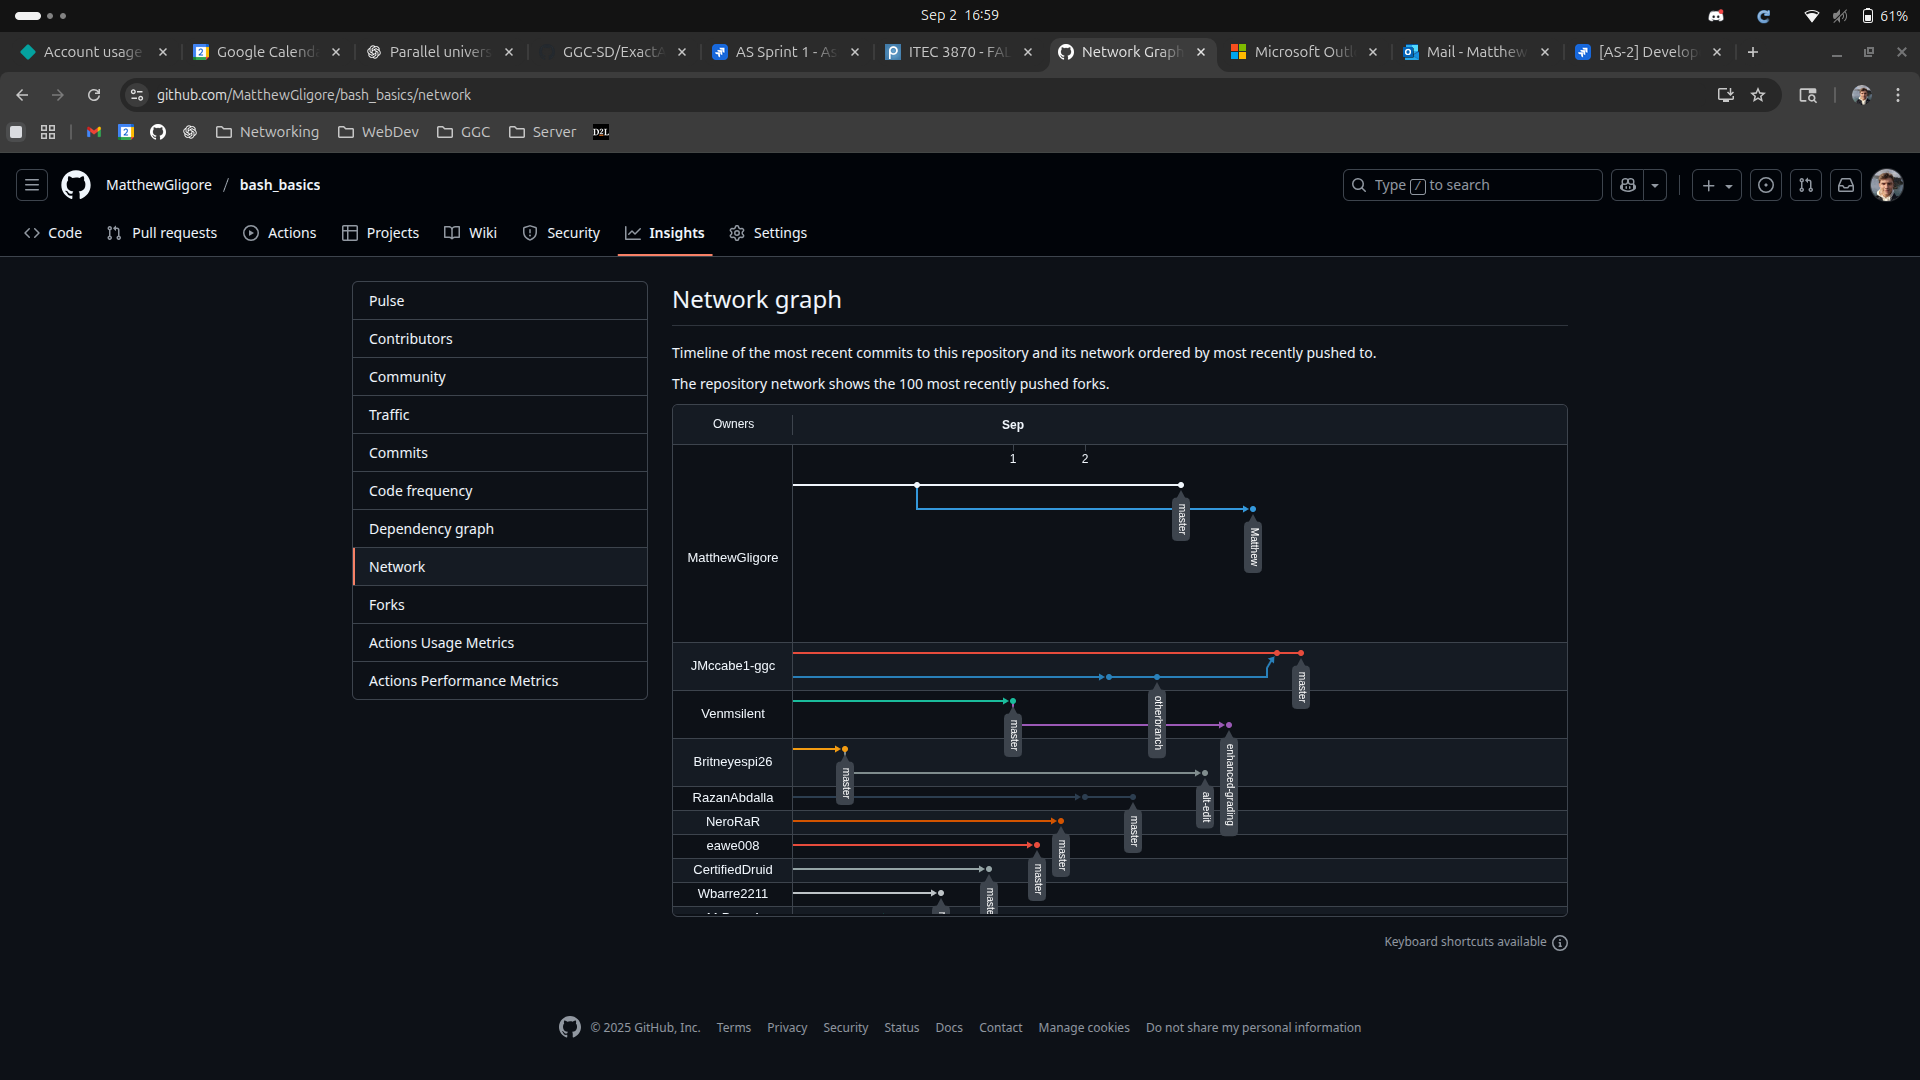 Sep 2 16:59
61%
Account usage
Google Calend
Parallel univers
GGC-SD/ExactA
AS Sprint 1 - As
ITEC 3870 - FAL
Network Graph
Microsoft Outl
Mail - Matthew
[AS-2] Develop
github.com/MatthewGligore/bash_basics/network
Networking
WebDev
GGC
Server
D2L
MatthewGligore / bash_basics
Type / to search
Code
Pull requests
Actions
Projects
Wiki
Security
Insights
Settings
Pulse
Contributors
Community
Traffic
Commits
Code frequency
Dependency graph
Network
Forks
Actions Usage Metrics
Actions Performance Metrics
Network graph
Timeline of the most recent commits to this repository and its network ordered by most recently pushed to.
The repository network shows the 100 most recently pushed forks.
Owners
Sep
1
2
MatthewGligore
master
Matthew
JMccabe1-ggc
master
otherbranch
Venmsilent
master
enhanced-grading
Britneyespi26
master
alt-edit
RazanAbdalla
master
NeroRaR
master
eawe008
master
CertifiedDruid
maste
Wbarre2211
Keyboard shortcuts available
© 2025 GitHub, Inc.
Terms
Privacy
Security
Status
Docs
Contact
Manage cookies
Do not share my personal information